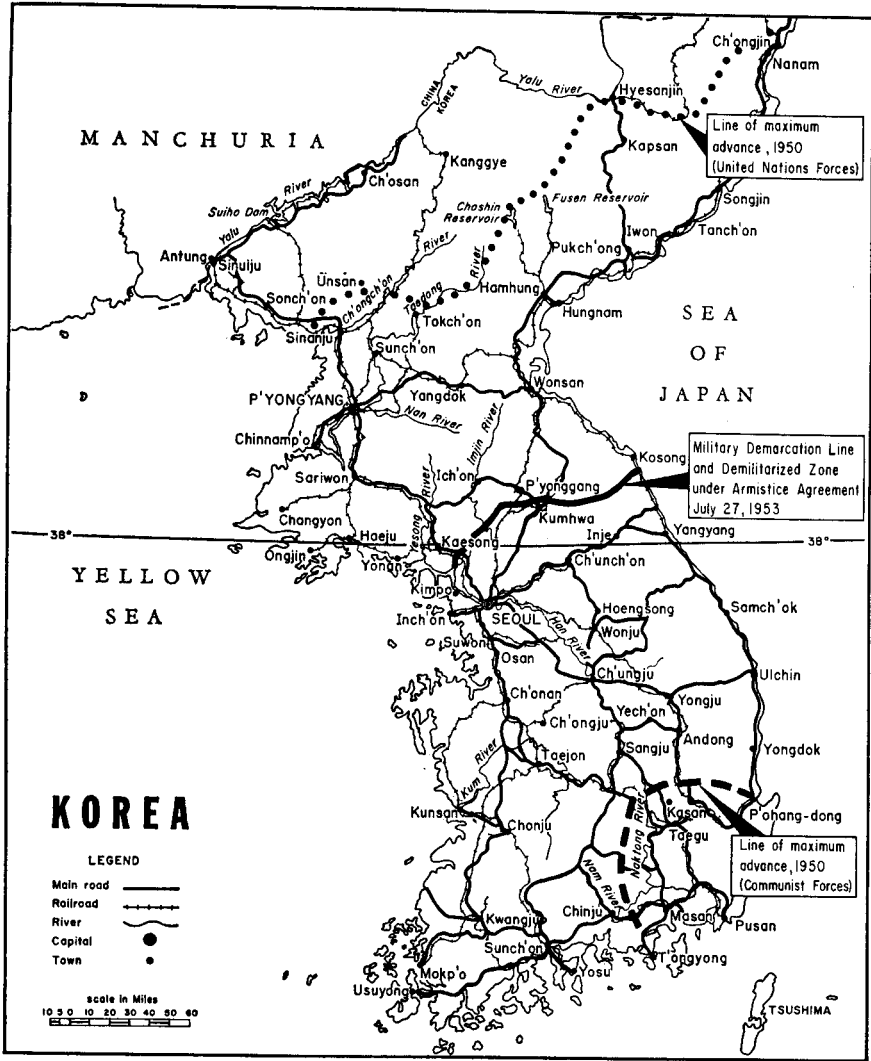 Ch'ongjin
Nanam
Yalu
River
Hyesanjin
CHINA
KOREA
MANCHURIA
Line of maximum
advance, 1950
(United Nations Forces)
Kapsan
Kanggye
River
Ch'osan
Suiho Dam
Yalu
Choshin
Reservoir
Fusen Reservoir
Songjin
Antung
Sinuiju
River
Pukch'ong
Iwon
Tanch'on
Ünsan
Ch'ongch'on
River
Sonch'on
Taedong
Hamhung
Sinanju
Tokch'on
Hungnam
SEA
OF
JAPAN
Sunch'on
P'YONGYANG
Yangdok
Wonsan
Nan River
Imjin River
Chinnamp'o
Kosong
Military Demarcation Line
and Demilitarized Zone
under Armistice Agreement
July 27, 1953
Sariwon
River
Ich'on
P'yonggang
Changyon
Yesong
Kumhwa
38°
Haeju
Kaesong
Inje
Yangyang
38°
Ongjin
Yonan
Ch'unch'on
YELLOW
SEA
Kimpo
Inch'on
SEOUL
Hoengsong
Samch'ok
Han River
Wonju
Suwon
Osan
Ch'ungju
Ulchin
Ch'onan
Yech'on
Yongju
Ch'ongju
Andong
Kum River
Taejon
Sangju
Yongdok
KOREA
Kunsan
Chonju
Naktong River
Kasan
P'ohang-dong
Taegu
Line of maximum
advance, 1950
(Communist Forces)
LEGEND
Main road
Railroad
River
Capital
Town
Nam River
Kwangju
Chinju
Masan
Pusan
Sunch'on
T'ongyong
Mokp'o
Yosu
Usuyong
scale in Miles
10 5 0 10 20 30 40 50 60
TSUSHIMA